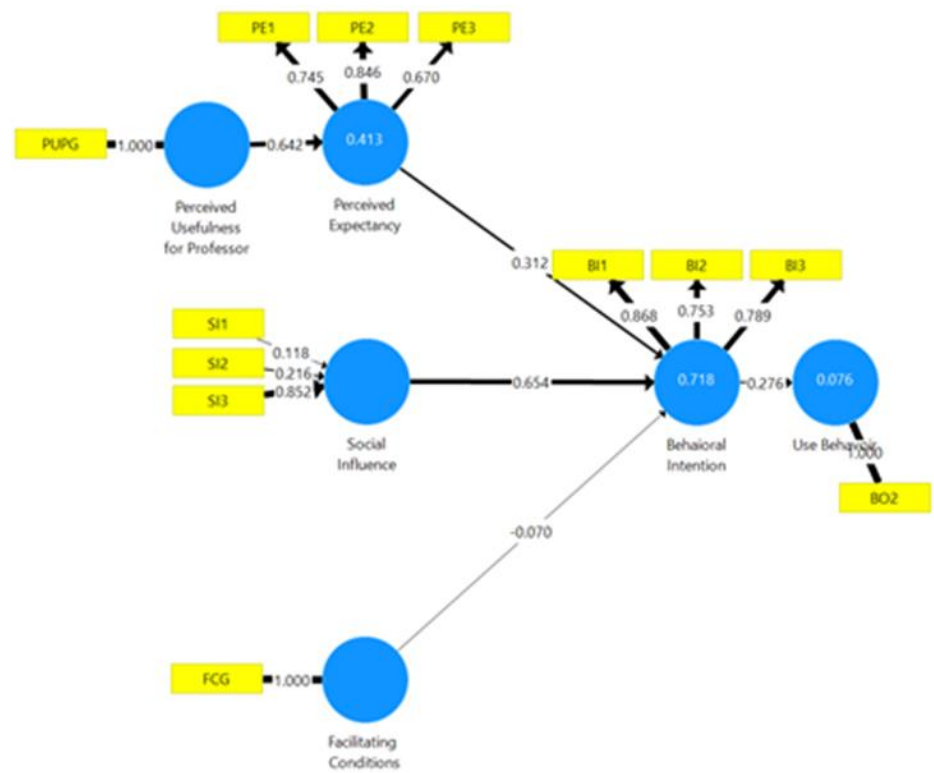 PE1 PE2 PE3
0.745 0.846 0.670
PUPG 1.000 0.642 0.413
Perceived
Usefulness
for Professor
Perceived
Expectancy
0.312
BI1 BI2 BI3
0.868 0.753 0.789
SI1
SI2
SI3
0.118
0.216
0.852
0.654
0.718
0.276
0.076
Social
Influence
Behaioral
Intention
Use Behavoir
1.000
BO2
-0.070
FCG 1.000
Facilitating
Conditions